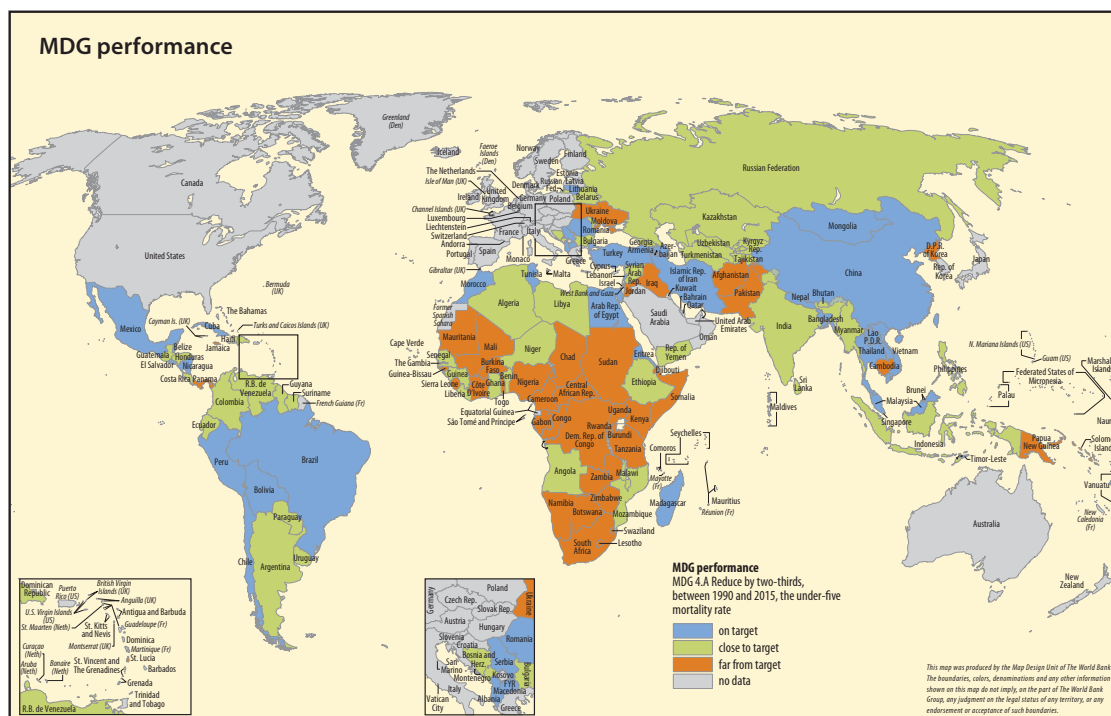 MDG performance
Greenland
(Den)
Iceland
Faeroe
Islands
(Den)
Norway
Sweden
Finland
Russian Federation
Canada
The Netherlands
Isle of Man (UK)
United
Kingdom
Ireland
Denmark
Estonia
Russian
Fed.
Latvia
Lithuania
Germany
Poland
Belarus
Channel Islands (UK)
Belgium
Luxembourg
Liechtenstein
Switzerland
France
Italy
Ukraine
Moldova
Romania
Bulgaria
Andorra
Portugal
Spain
Monaco
Greece
Kazakhstan
Mongolia
United States
Georgia
Armenia
Azer-
baijan
Uzbekistan
Turkmenistan
Kyrgyz
Rep.
Tajikistan
D.P.R.
of Korea
Rep. of
Korea
Japan
China
Gibraltar (UK)
Tunisia
Malta
Turkey
Cyprus
Lebanon
Israel
Syrian
Arab
Rep.
Iraq
Islamic Rep.
of Iran
Afghanistan
Bermuda
(UK)
Morocco
West Bank and Gaza
Jordan
Kuwait
Bahrain
Qatar
Pakistan
Nepal
Bhutan
The Bahamas
Cayman Is. (UK)
Turks and Caicos Islands (UK)
Mexico
Cuba
Haiti
Belize
Jamaica
Guatemala
Honduras
El Salvador
Nicaragua
Costa Rica
Panama
Algeria
Libya
Arab Rep.
of Egypt
Saudi
Arabia
United Arab
Emirates
Oman
Bangladesh
India
Myanmar
Lao
P.D.R.
Thailand
Vietnam
Cambodia
N. Mariana Islands (US)
Guam (US)
Former
Spanish
Sahara
Cape Verde
Mauritania
Mali
Niger
Chad
Sudan
Eritrea
Rep. of
Yemen
Djibouti
Senegal
The Gambia
Guinea-Bissau
Guinea
Sierra Leone
Liberia
Burkina
Faso
Côte
D'Ivoire
Ghana
Benin
Togo
Nigeria
Cameroon
Central
African Rep.
Ethiopia
Somalia
Sri
Lanka
Maldives
Philippines
Federated States of
Micronesia
Marshall
Islands
Palau
Brunei
Malaysia
Singapore
Indonesia
R.B. de
Venezuela
Guyana
Suriname
French Guiana (Fr)
Colombia
Ecuador
Equatorial Guinea
São Tomé and Príncipe
Gabon
Congo
Dem. Rep. of
Congo
Uganda
Rwanda
Burundi
Kenya
Tanzania
Seychelles
Comoros
Mayotte
(Fr)
Nauru
Papua
New Guinea
Solomon
Islands
Timor-Leste
Peru
Brazil
Bolivia
Paraguay
Chile
Argentina
Uruguay
Angola
Zambia
Malawi
Zimbabwe
Mozambique
Namibia
Botswana
Madagascar
Mauritius
Réunion (Fr)
Swaziland
Lesotho
South
Africa
Vanuatu
New
Caledonia
(Fr)
Australia
New
Zealand
Dominican
Republic
Puerto
Rico (US)
British Virgin
Islands (UK)
Anguilla (UK)
U.S. Virgin Islands
(US)
Antigua and Barbuda
St. Maarten (Neth)
St. Kitts
and Nevis
Guadeloupe (Fr)
Montserrat (UK)
Dominica
Martinique (Fr)
St. Lucia
Curaçao
(Neth)
Aruba
(Neth)
Bonaire
(Neth)
St. Vincent and
The Grenadines
Barbados
Grenada
Trinidad
and Tobago
R.B. de Venezuela
Germany
Poland
Czech Rep.
Slovak Rep.
Ukraine
Austria
Hungary
Slovenia
Croatia
Romania
San
Marino
Bosnia and
Herz.
Serbia
Montenegro
Kosovo
Bulgaria
Italy
FYR
Macedonia
Vatican
City
Albania
Greece
MDG performance
MDG 4.A Reduce by two-thirds,
between 1990 and 2015, the under-five
mortality rate
on target
close to target
far from target
no data
This map was produced by the Map Design Unit of The World Bank.
The boundaries, colors, denominations and any other information
shown on this map do not imply, on the part of The World Bank
Group, any judgment on the legal status of any territory, or any
endorsement or acceptance of such boundaries.